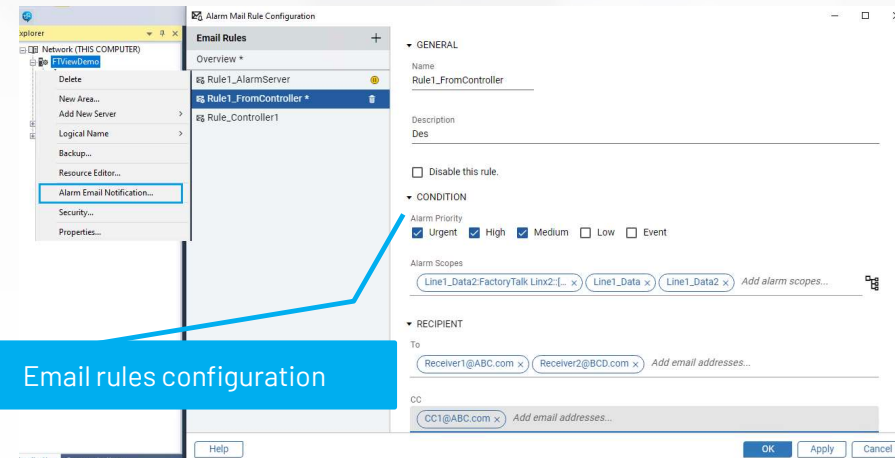 Alarm Mail Rule Configuration
xplorer
Network (THIS COMPUTER)
FTViewDemo
Delete
New Area...
Add New Server
Logical Name
Backup...
Resource Editor...
Alarm Email Notification...
Security...
Properties...
Email Rules
Overview *
Rule1_AlarmServer
Rule1_FromController *
Rule_Controller1
GENERAL
Name
Rule1_FromController
Description
Des
Disable this rule.
CONDITION
Alarm Priority
Urgent High Medium Low Event
Alarm Scopes
Line1_Data2:FactoryTalk Linx2::[... × Line1_Data × Line1_Data2 × Add alarm scopes...
RECIPIENT
To
Receiver1@ABC.com × Receiver2@BCD.com × Add email addresses...
CC
CC1@ABC.com × Add email addresses...
Email rules configuration
Help OK Apply Cancel